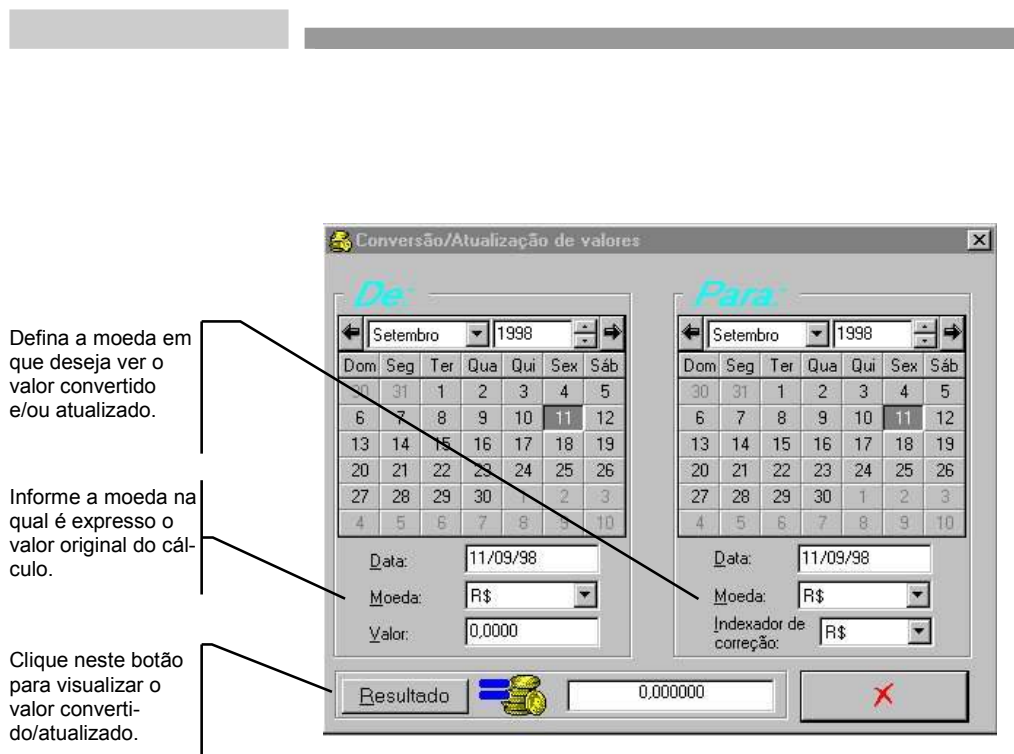 Conversão/Atualização de valores
De:
Para:
Setembro 1998
Dom Seg Ter Qua Qui Sex Sáb
30 31 1 2 3 4 5
6 7 8 9 10 11 12
13 14 15 16 17 18 19
20 21 22 23 24 25 26
27 28 29 30 1 2 3
4 5 6 7 8 9 10
Data: 11/09/98
Moeda: R$
Valor: 0,0000
Setembro 1998
Dom Seg Ter Qua Qui Sex Sáb
30 31 1 2 3 4 5
6 7 8 9 10 11 12
13 14 15 16 17 18 19
20 21 22 23 24 25 26
27 28 29 30 1 2 3
4 5 6 7 8 9 10
Data: 11/09/98
Moeda: R$
Indexador de
correção: R$
Resultado 0,000000
Defina a moeda em
que deseja ver o
valor convertido
e/ou atualizado.
Informe a moeda na
qual é expresso o
valor original do cál-
culo.
Clique neste botão
para visualizar o
valor converti-
do/atualizado.